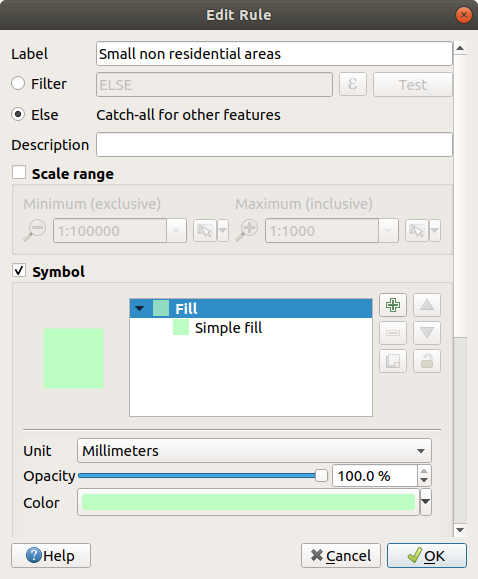 Edit Rule
Label Small non residential areas
Filter ELSE ε Test
Else Catch-all for other features
Description
Scale range
Minimum (exclusive) Maximum (inclusive)
1:100000 1:1000
Symbol
Fill
Simple fill
Unit Millimeters
Opacity 100.0 %
Color
Help Cancel OK